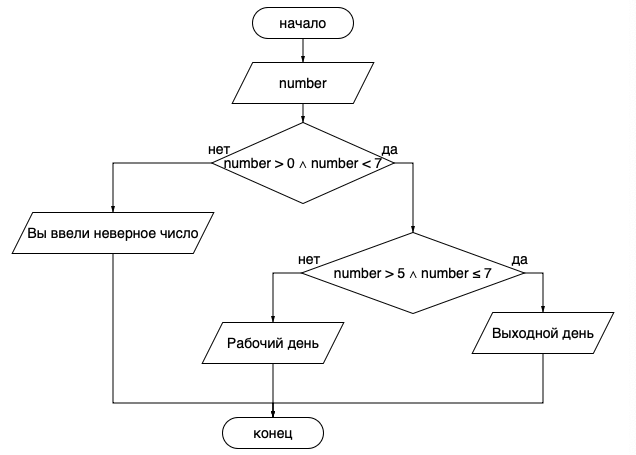 начало
number
нет
да
number > 0 ∧ number < 7
Вы ввели неверное число
нет
да
number > 5 ∧ number ≤ 7
Рабочий день
Выходной день
конец